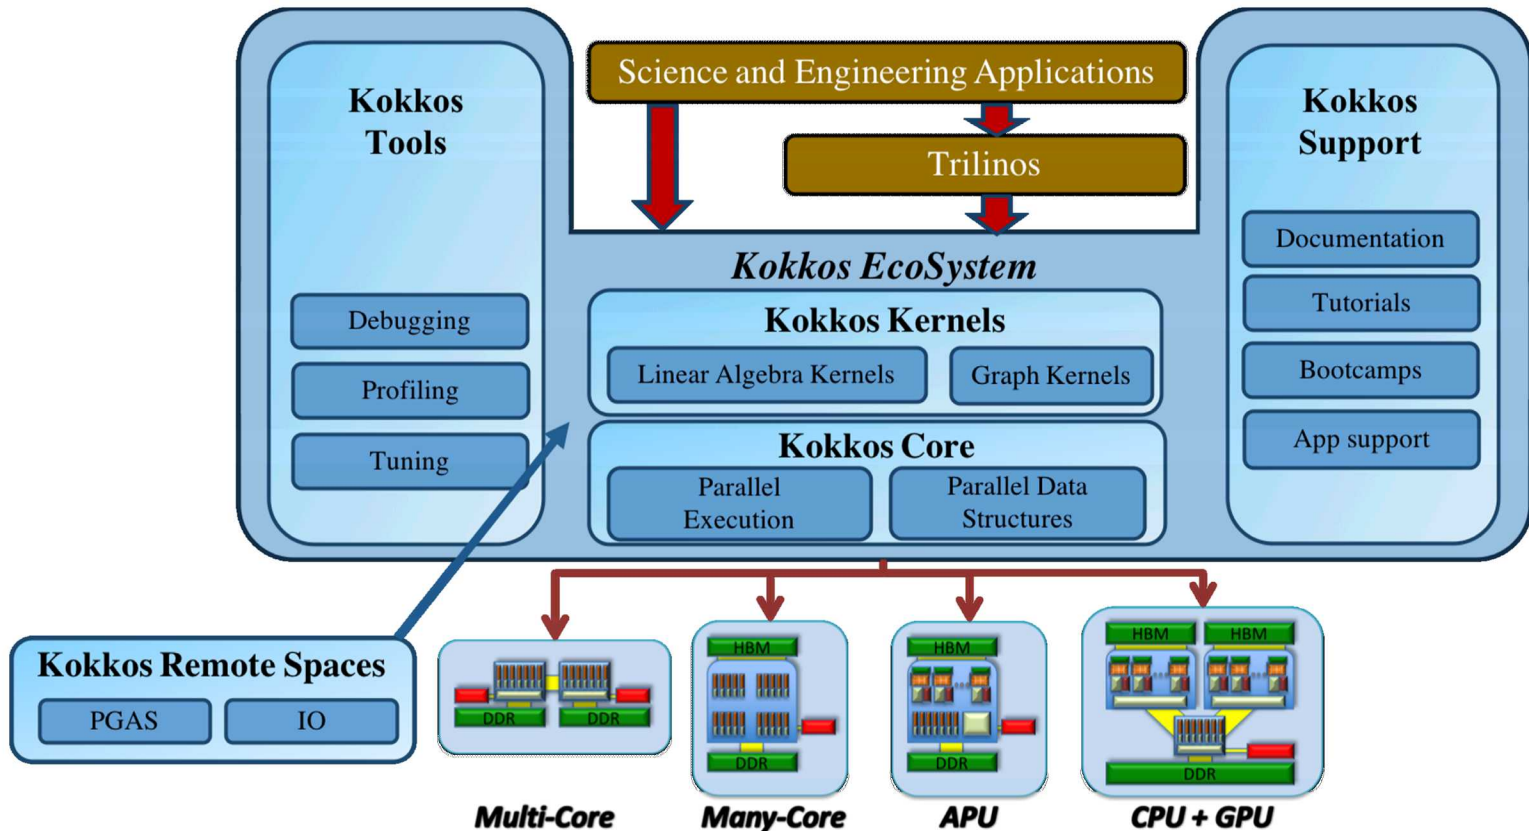 Science and Engineering Applications
Trilinos
Kokkos
Tools
Debugging
Profiling
Tuning
Kokkos EcoSystem
Kokkos Kernels
Linear Algebra Kernels
Graph Kernels
Kokkos Core
Parallel
Execution
Parallel Data
Structures
Kokkos
Support
Documentation
Tutorials
Bootcamps
App support
Kokkos Remote Spaces
PGAS
IO
DDR
DDR
Multi-Core
HBM
DDR
Many-Core
HBM
DDR
APU
HBM
HBM
DDR
CPU + GPU